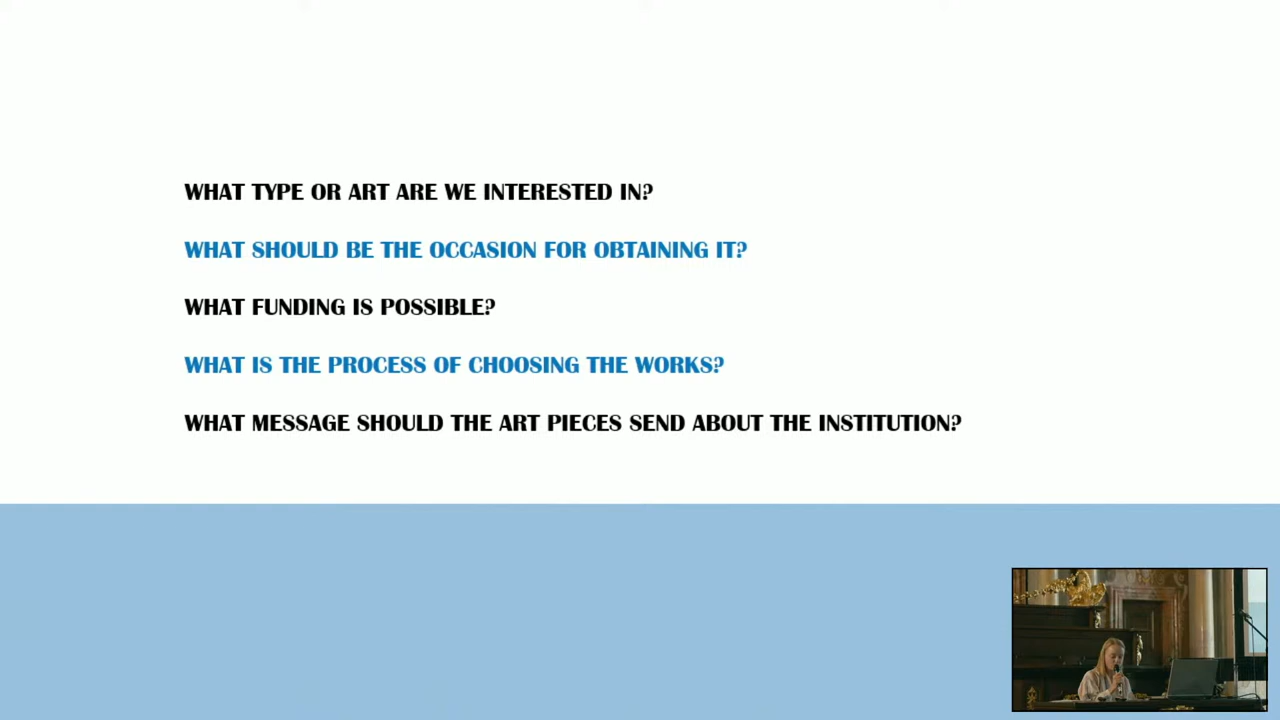 WHAT TYPE OR ART ARE WE INTERESTED IN?
WHAT SHOULD BE THE OCCASION FOR OBTAINING IT?
WHAT FUNDING IS POSSIBLE?
WHAT IS THE PROCESS OF CHOOSING THE WORKS?
WHAT MESSAGE SHOULD THE ART PIECES SEND ABOUT THE INSTITUTION?